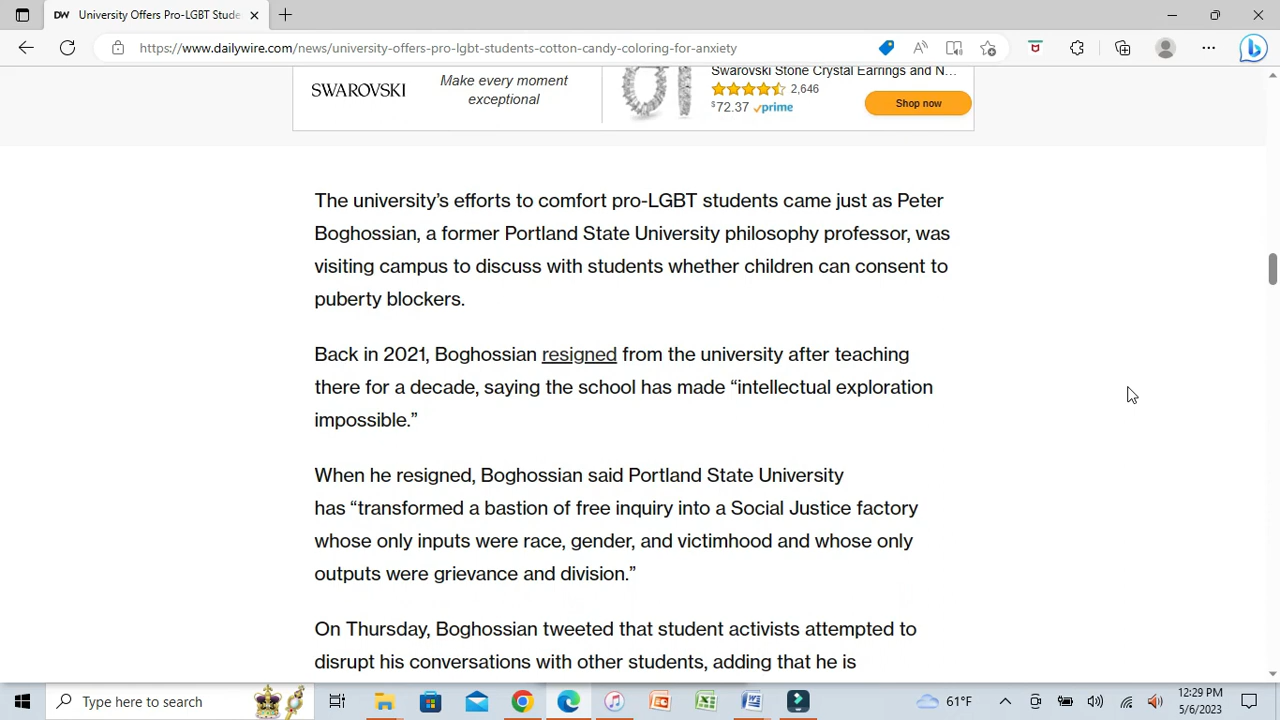 University Offers Pro-LGBT Stude
https://www.dailywire.com/news/university-offers-pro-lgbt-students-cotton-candy-coloring-for-anxiety
SWAROVSKI
Make every moment
exceptional
Swarovski Stone Crystal Earrings and N...
2,646
$72.37 prime
Shop now
The university’s efforts to comfort pro-LGBT students came just as Peter
Boghossian, a former Portland State University philosophy professor, was
visiting campus to discuss with students whether children can consent to
puberty blockers.
Back in 2021, Boghossian resigned from the university after teaching
there for a decade, saying the school has made “intellectual exploration
impossible.”
When he resigned, Boghossian said Portland State University
has “transformed a bastion of free inquiry into a Social Justice factory
whose only inputs were race, gender, and victimhood and whose only
outputs were grievance and division.”
On Thursday, Boghossian tweeted that student activists attempted to
disrupt his conversations with other students, adding that he is
Type here to search
61°F
12:29 PM
5/6/2023